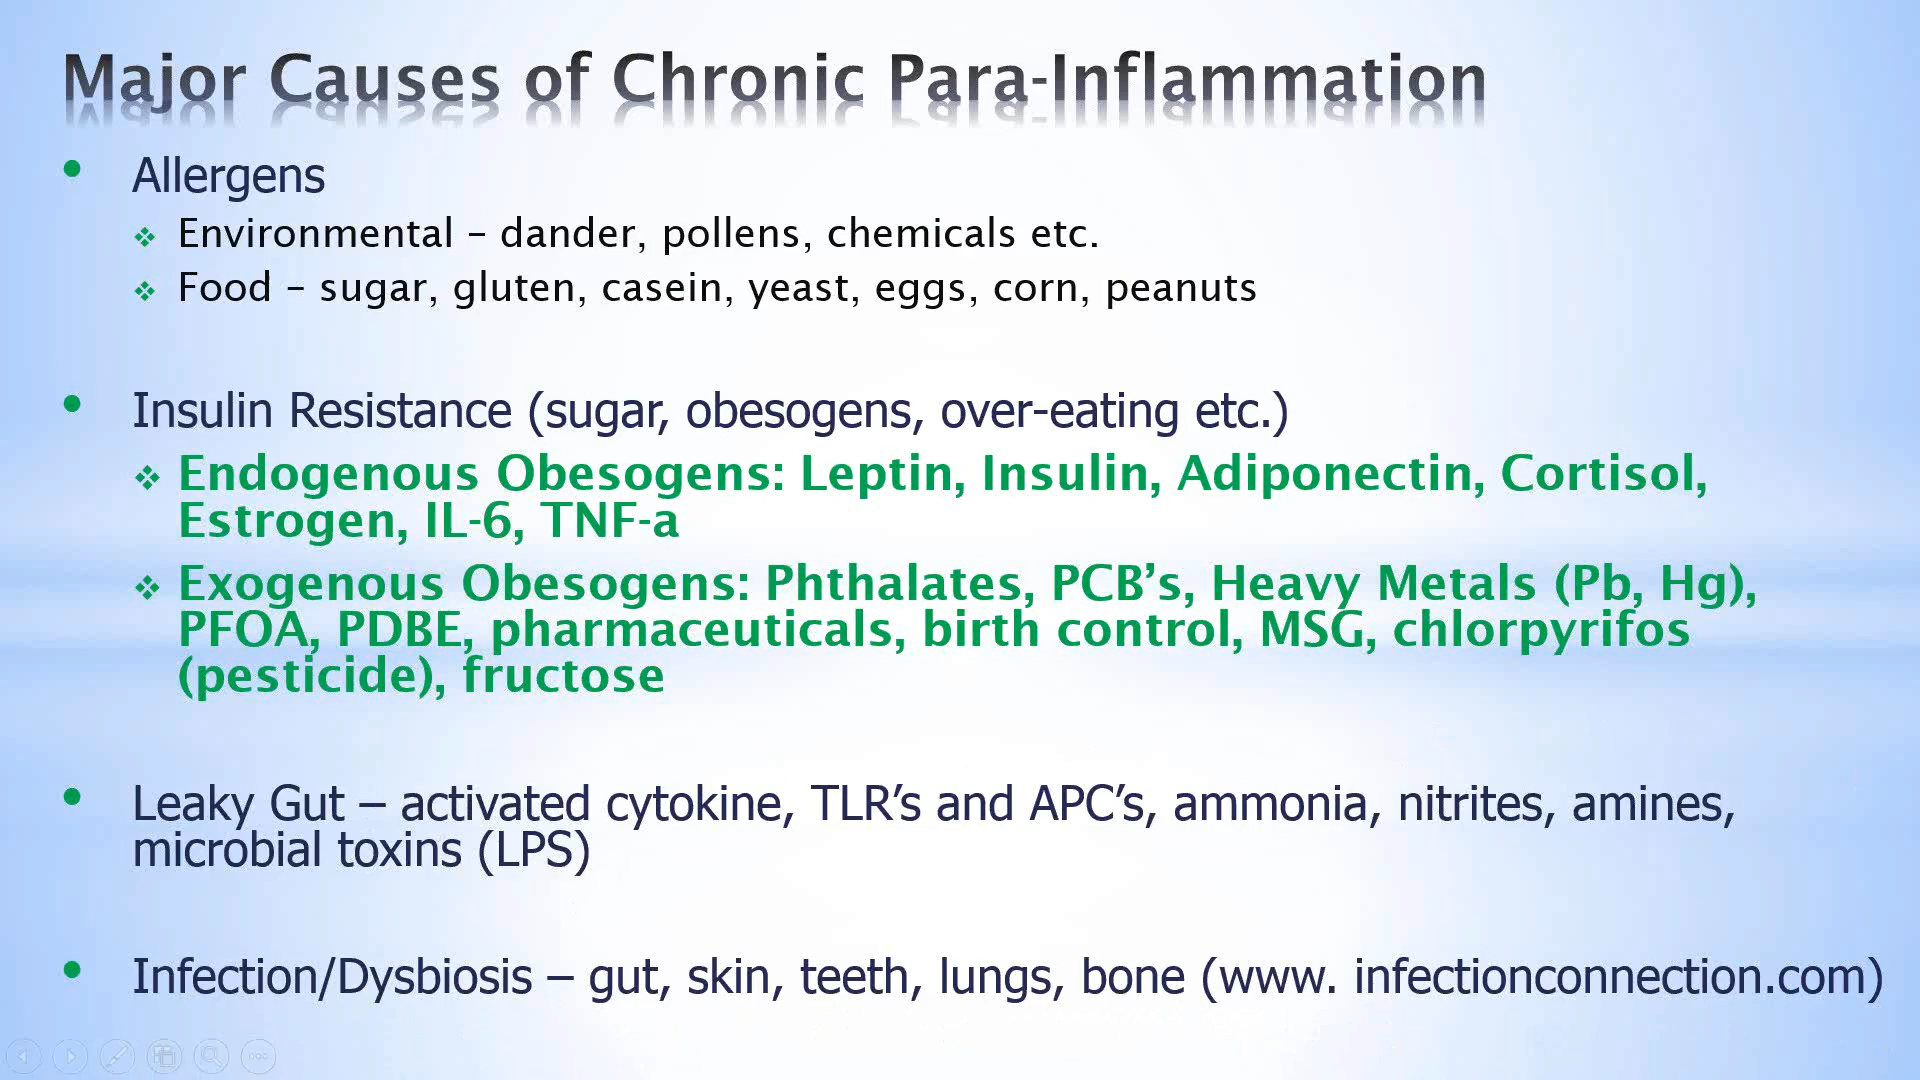 Major Causes of Chronic Para-Inflammation
• Allergens
❖ Environmental – dander, pollens, chemicals etc.
❖ Food – sugar, gluten, casein, yeast, eggs, corn, peanuts
• Insulin Resistance (sugar, obesogens, over-eating etc.)
❖ Endogenous Obesogens: Leptin, Insulin, Adiponectin, Cortisol,
Estrogen, IL-6, TNF-a
❖ Exogenous Obesogens: Phthalates, PCB’s, Heavy Metals (Pb, Hg),
PFOA, PDBE, pharmaceuticals, birth control, MSG, chlorpyrifos
(pesticide), fructose
• Leaky Gut – activated cytokine, TLR’s and APC’s, ammonia, nitrites, amines,
microbial toxins (LPS)
• Infection/Dysbiosis – gut, skin, teeth, lungs, bone (www. infectionconnection.com)